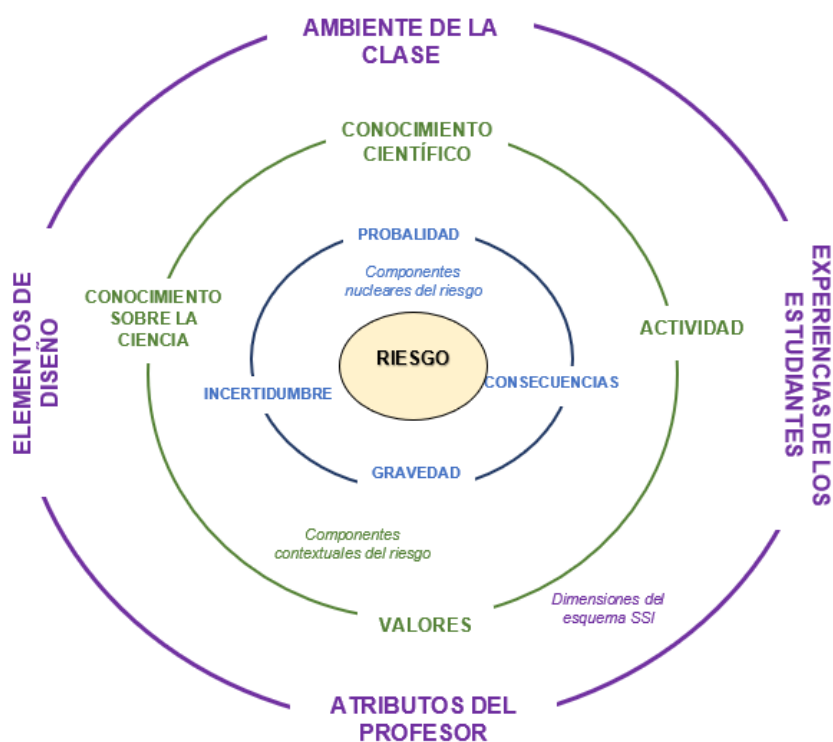 AMBIENTE DE LA
CLASE
CONOCIMIENTO
CIENTÍFICO
PROBALIDAD
Componentes
nucleares del riesgo
ELEMENTOS DE
DISEÑO
CONOCIMIENTO
SOBRE LA
CIENCIA
RIESGO
ACTIVIDAD
EXPERIENCIAS DE LOS
ESTUDIANTES
INCERTIDUMBRE
CONSECUENCIAS
GRAVEDAD
Componentes
contextuales del riesgo
Dimensiones del
esquema SSI
VALORES
ATRIBUTOS DEL
PROFESOR